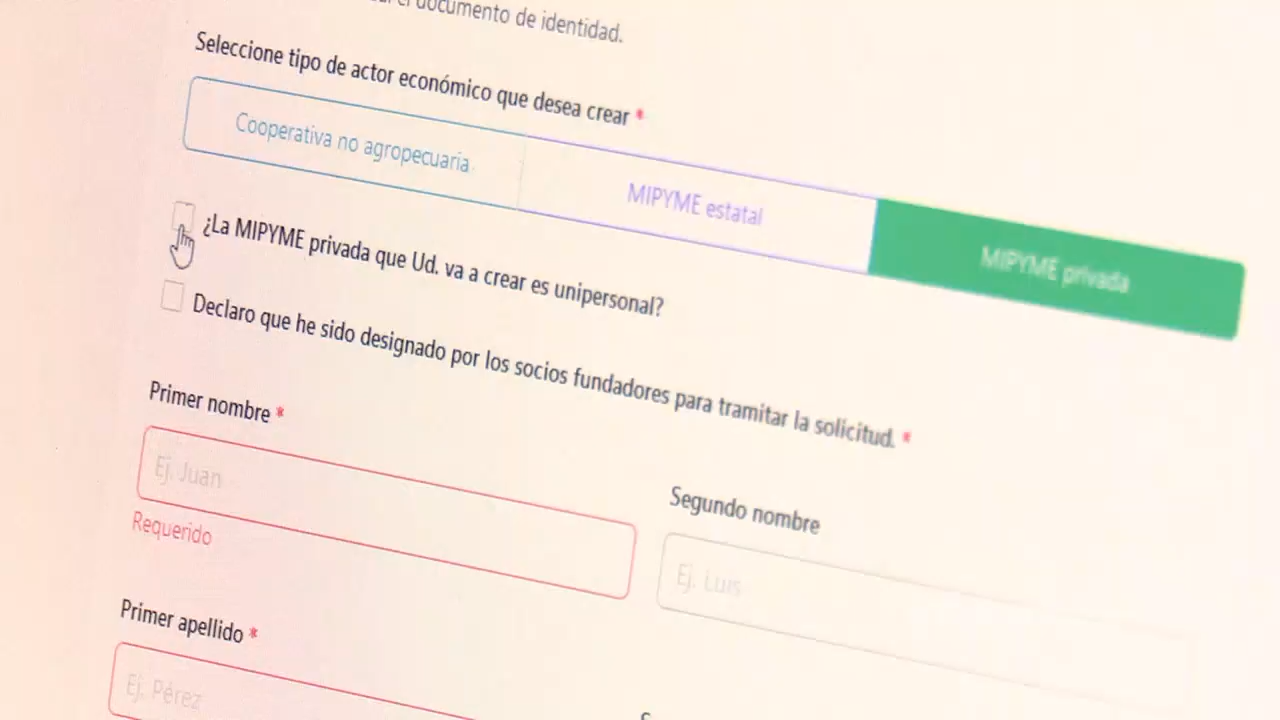 documento de identidad.
Seleccione tipo de actor económico que desea crear *
Cooperativa no agropecuaria
MIPYME estatal
MIPYME privada
¿La MIPYME privada que Ud. va a crear es unipersonal?
Declaro que he sido designado por los socios fundadores para tramitar la solicitud. *
Primer nombre *
Segundo nombre
Ej. Juan
Ej. Luis
Requerido
Primer apellido *
Ej. Pérez